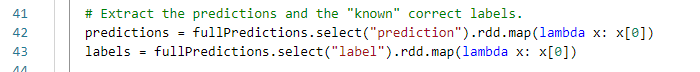 41 # Extract the predictions and the "known" correct labels.
42 predictions = fullPredictions.select("prediction").rdd.map(lambda x: x[0])
43 labels = fullPredictions.select("label").rdd.map(lambda x: x[0])
44